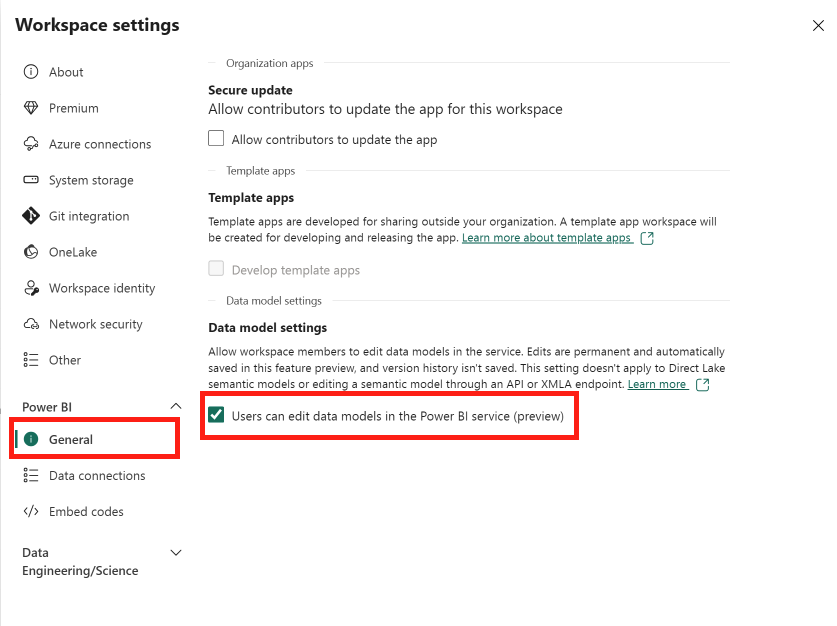 Workspace settings
About
Premium
Azure connections
System storage
Git integration
OneLake
Workspace identity
Network security
Other
Power BI
General
Data connections
Embed codes
Data
Engineering/Science
Organization apps
Secure update
Allow contributors to update the app for this workspace
Allow contributors to update the app
Template apps
Template apps
Template apps are developed for sharing outside your organization. A template app workspace will
be created for developing and releasing the app. Learn more about template apps
Develop template apps
Data model settings
Data model settings
Allow workspace members to edit data models in the service. Edits are permanent and automatically
saved in this feature preview, and version history isn't saved. This setting doesn't apply to Direct Lake
semantic models or editing a semantic model through an API or XMLA endpoint. Learn more
Users can edit data models in the Power BI service (preview)